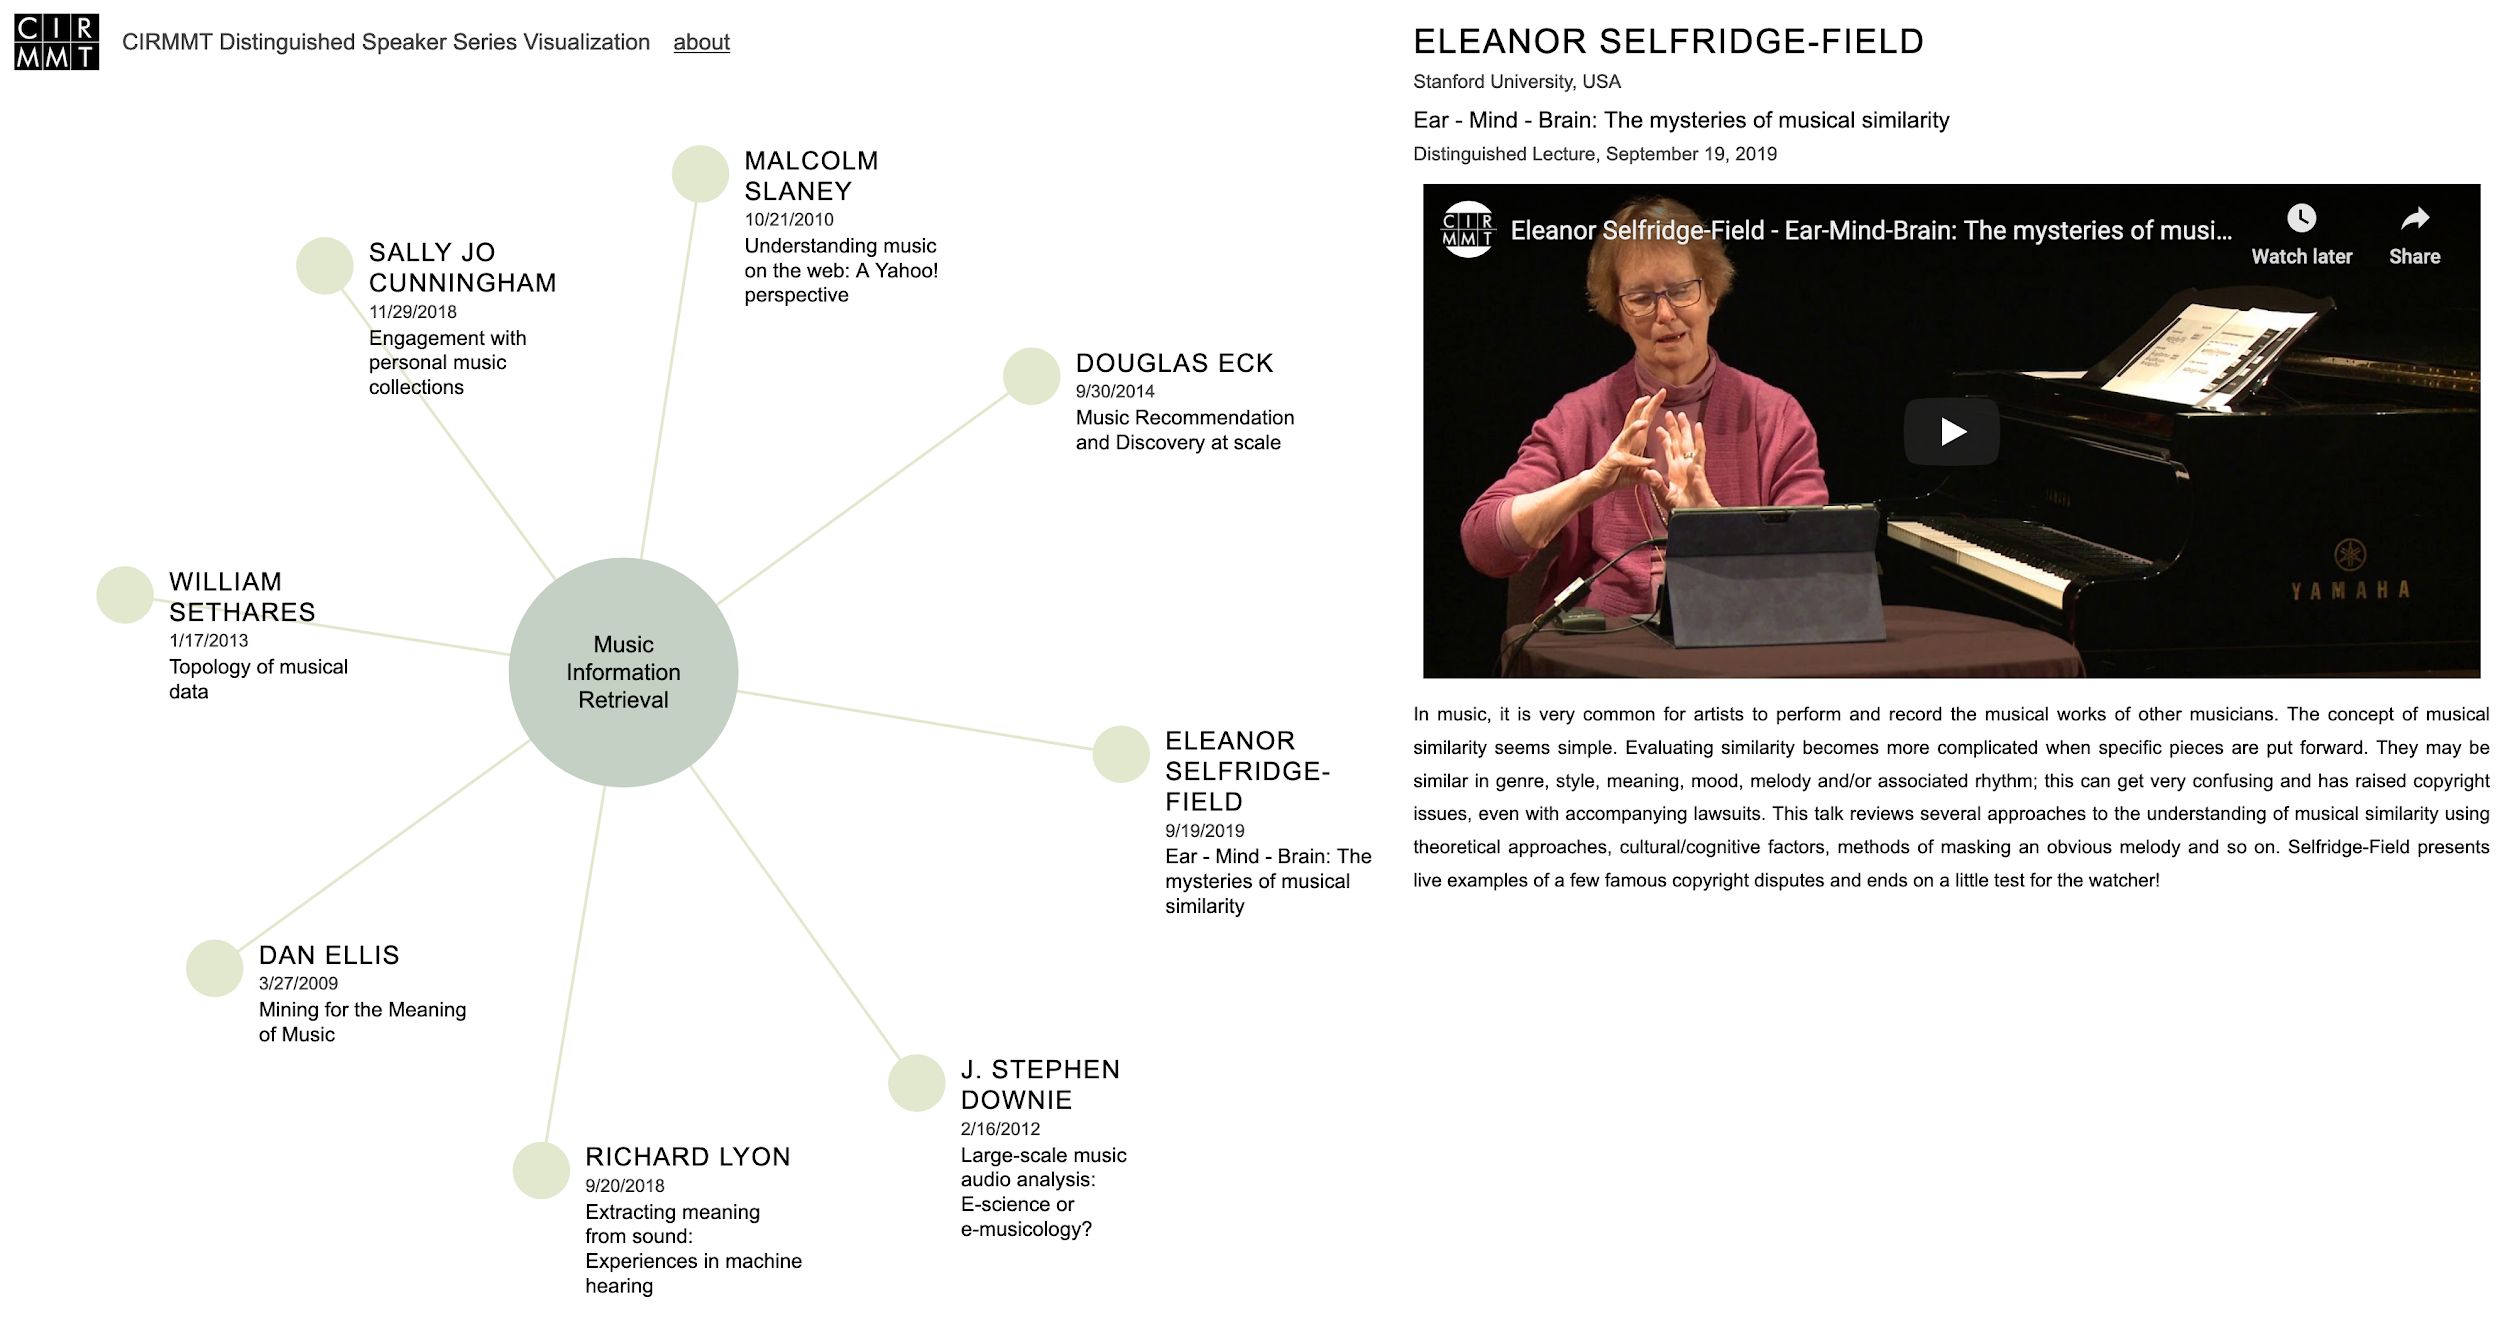 CIRMMT
CIRMMT Distinguished Speaker Series Visualization about
MALCOLM
SLANEY
10/21/2010
Understanding music
on the web: A Yahoo!
perspective
SALLY JO
CUNNINGHAM
11/29/2018
Engagement with
personal music
collections
DOUGLAS ECK
9/30/2014
Music Recommendation
and Discovery at scale
WILLIAM
SETHARES
1/17/2013
Topology of musical
data
Music
Information
Retrieval
ELEANOR
SELFRIDGE-
FIELD
9/19/2019
Ear - Mind - Brain: The
mysteries of musical
similarity
DAN ELLIS
3/27/2009
Mining for the Meaning
of Music
J. STEPHEN
DOWNIE
2/16/2012
Large-scale music
audio analysis:
E-science or
e-musicology?
RICHARD LYON
9/20/2018
Extracting meaning
from sound:
Experiences in machine
hearing
ELEANOR SELFRIDGE-FIELD
Stanford University, USA
Ear - Mind - Brain: The mysteries of musical similarity
Distinguished Lecture, September 19, 2019
CIRMMT
Eleanor Selfridge-Field - Ear-Mind-Brain: The mysteries of musi...
Watch later
Share
YAMAHA
In music, it is very common for artists to perform and record the musical works of other musicians. The concept of musical
similarity seems simple. Evaluating similarity becomes more complicated when specific pieces are put forward. They may be
similar in genre, style, meaning, mood, melody and/or associated rhythm; this can get very confusing and has raised copyright
issues, even with accompanying lawsuits. This talk reviews several approaches to the understanding of musical similarity using
theoretical approaches, cultural/cognitive factors, methods of masking an obvious melody and so on. Selfridge-Field presents
live examples of a few famous copyright disputes and ends on a little test for the watcher!